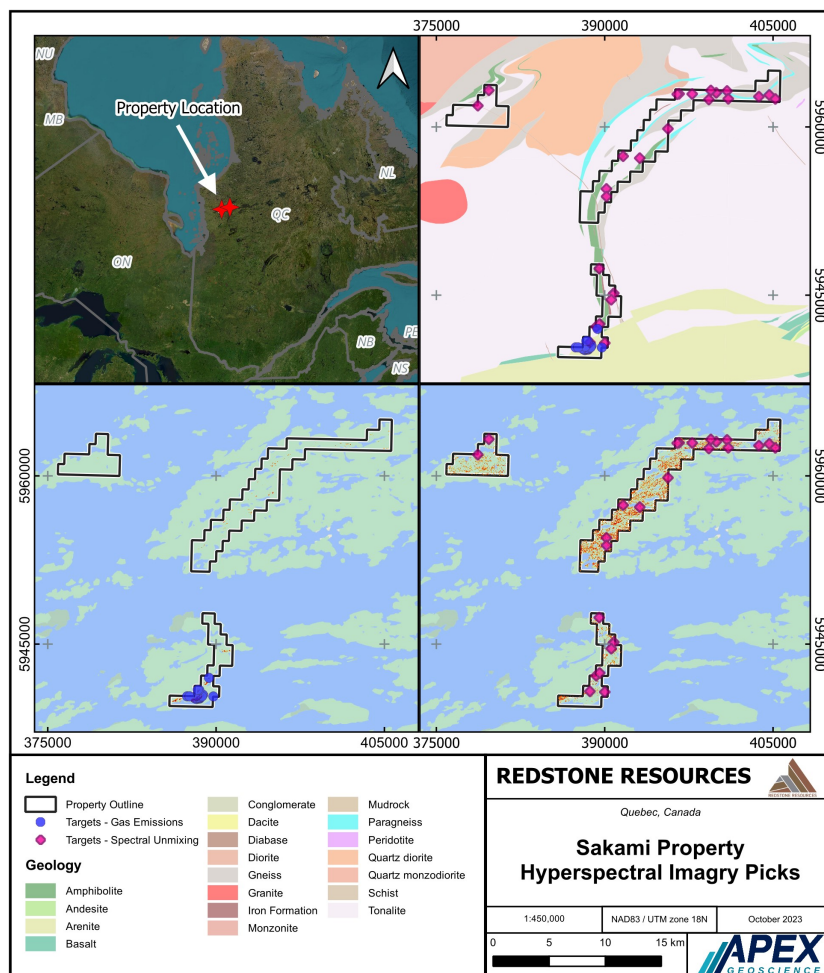 375000
390000
405000
NU
MB
Property Location
NL
QC
ON
NB
PE
NS
5960000
5945000
5960000
5945000
5960000
5945000
375000
390000
405000
375000
390000
405000
Legend
Property Outline
Targets - Gas Emissions
Targets - Spectral Unmixing
Geology
Amphibolite
Andesite
Arenite
Basalt
Conglomerate
Dacite
Diabase
Diorite
Gneiss
Granite
Iron Formation
Monzonite
Mudrock
Paragneiss
Peridotite
Quartz diorite
Quartz monzodiorite
Schist
Tonalite
REDSTONE RESOURCES
REDSTONE RESOURCES
Quebec, Canada
Sakami Property
Hyperspectral Imagry Picks
1:450,000
NAD83 / UTM zone 18N
October 2023
0 5 10 15 km
APEX
GEOSCIENCE